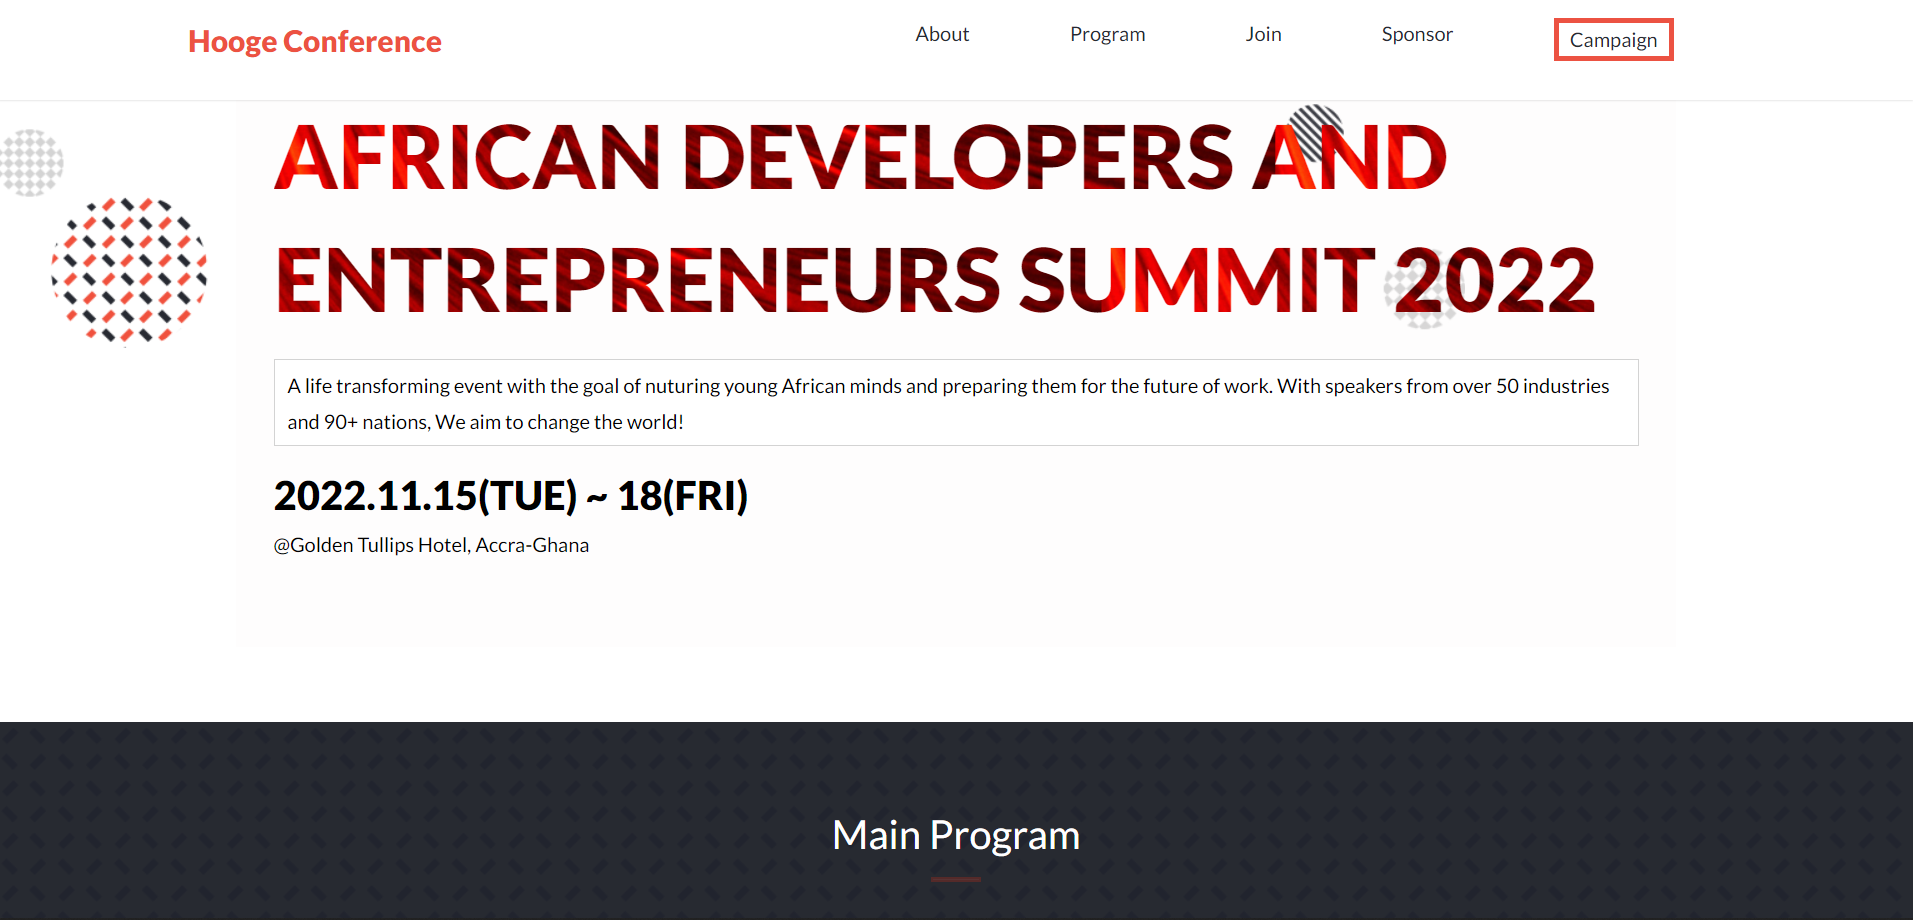 Hooge Conference
About
Program
Join
Sponsor
Campaign
AFRICAN DEVELOPERS AND
ENTREPRENEURS SUMMIT 2022
A life transforming event with the goal of nuturing young African minds and preparing them for the future of work. With speakers from over 50 industries
and 90+ nations, We aim to change the world!
2022.11.15(TUE) ~ 18(FRI)
@Golden Tullips Hotel, Accra-Ghana
Main Program